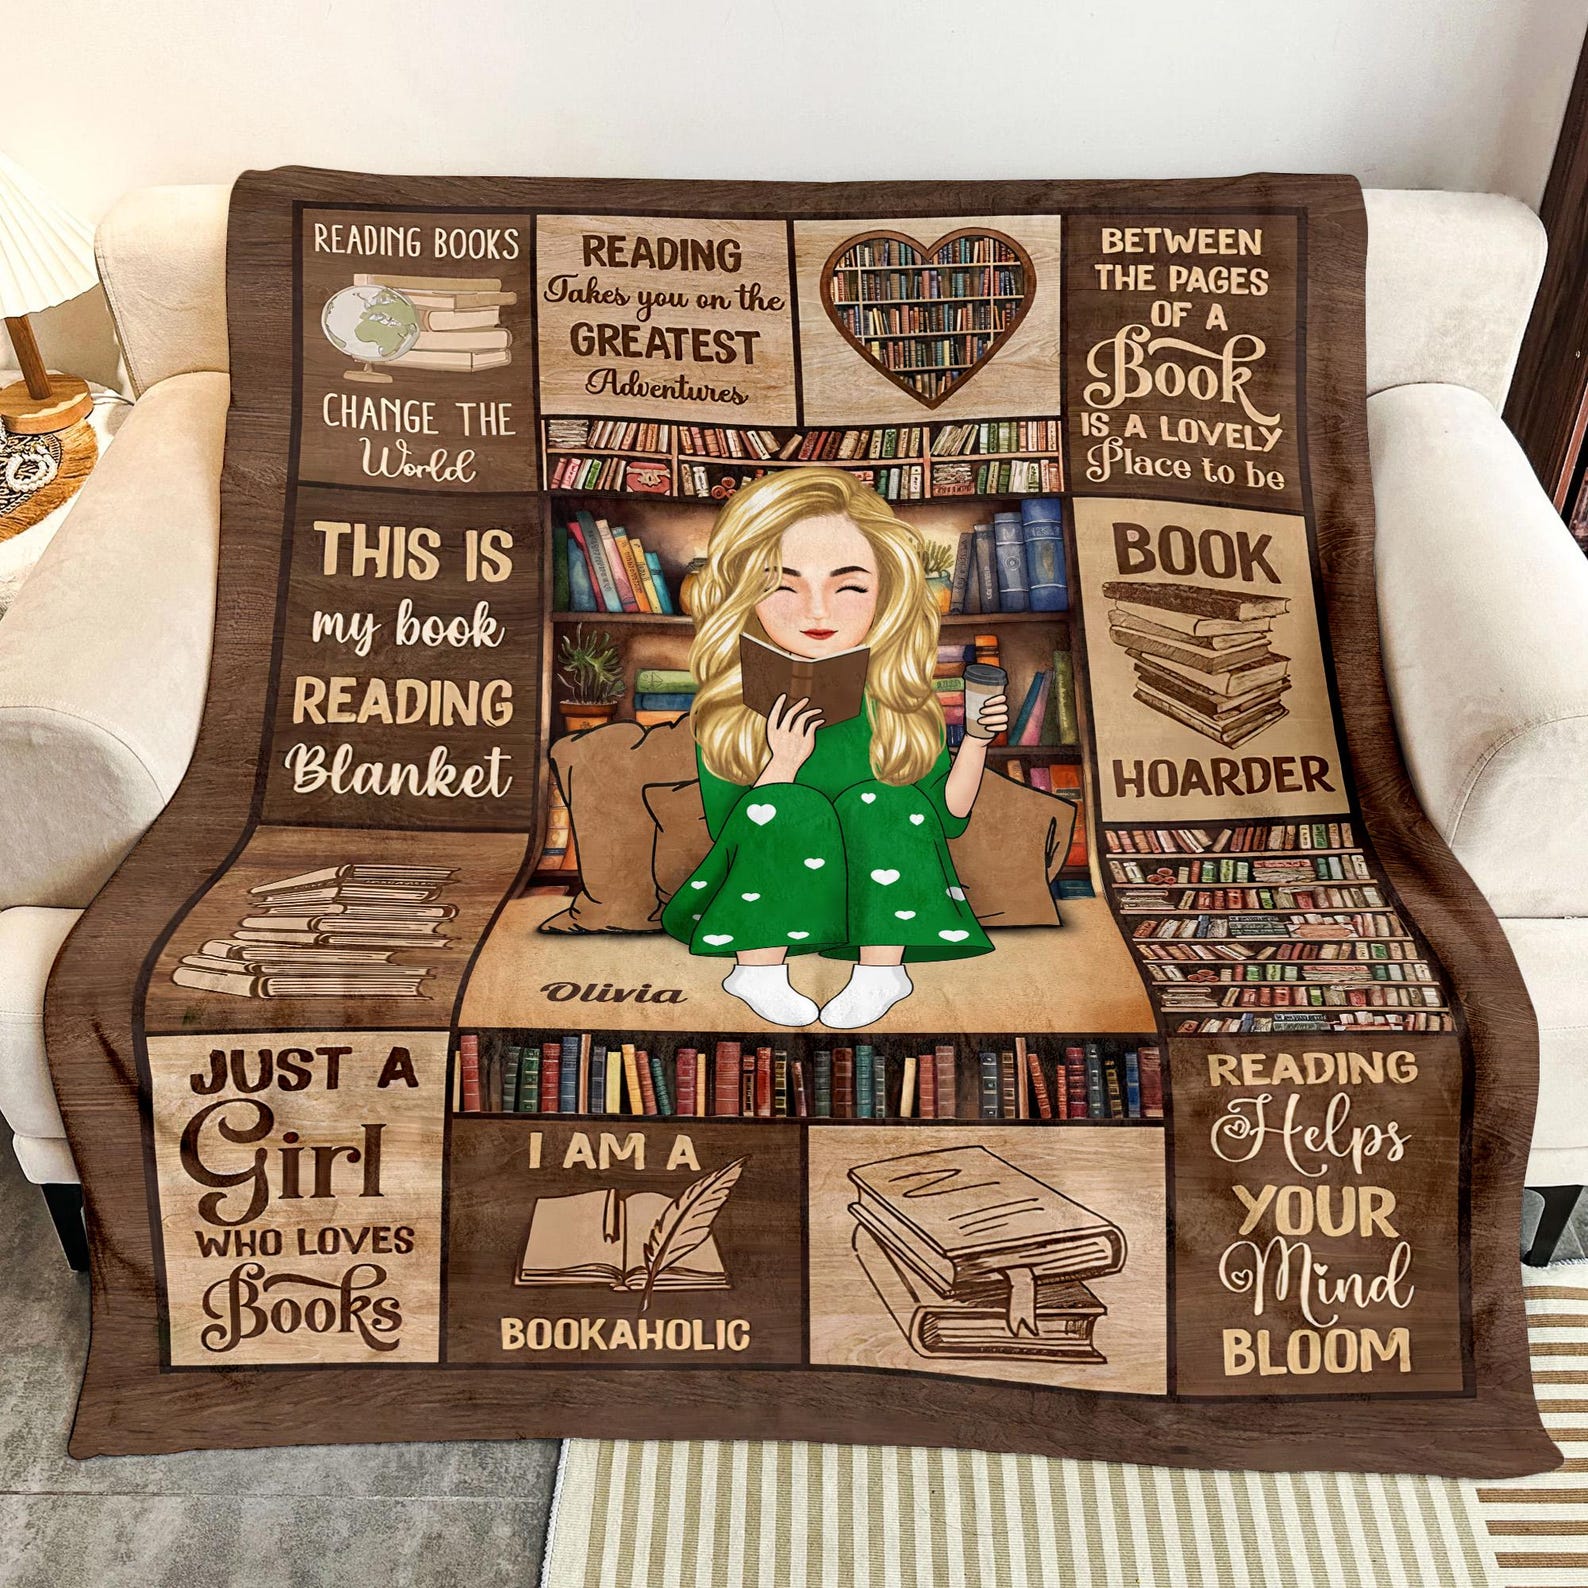 READING BOOKS
CHANGE THE
World
READING
Takes you on the
GREATEST
Adventures
BETWEEN
THE PAGES
OF A
Book
IS A LOVELY
Place to be
THIS IS
my book
READING
Blanket
BOOK
HOARDER
Olivia
JUST A
Girl
WHO LOVES
Books
I AM A
BOOKAHOLIC
READING
Helps
YOUR
Mind
BLOOM